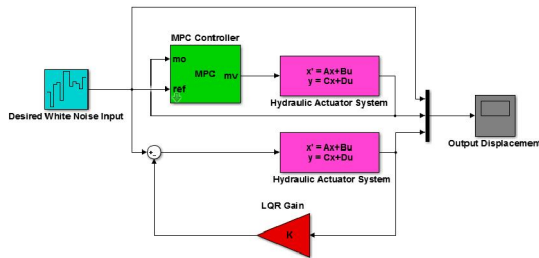 MPC Controller
mo
MPC mv
ref
x' = Ax+Bu
y = Cx+Du
Hydraulic Actuator System
Desired White Noise Input
Output Displacement
x' = Ax+Bu
y = Cx+Du
Hydraulic Actuator System
LQR Gain
K